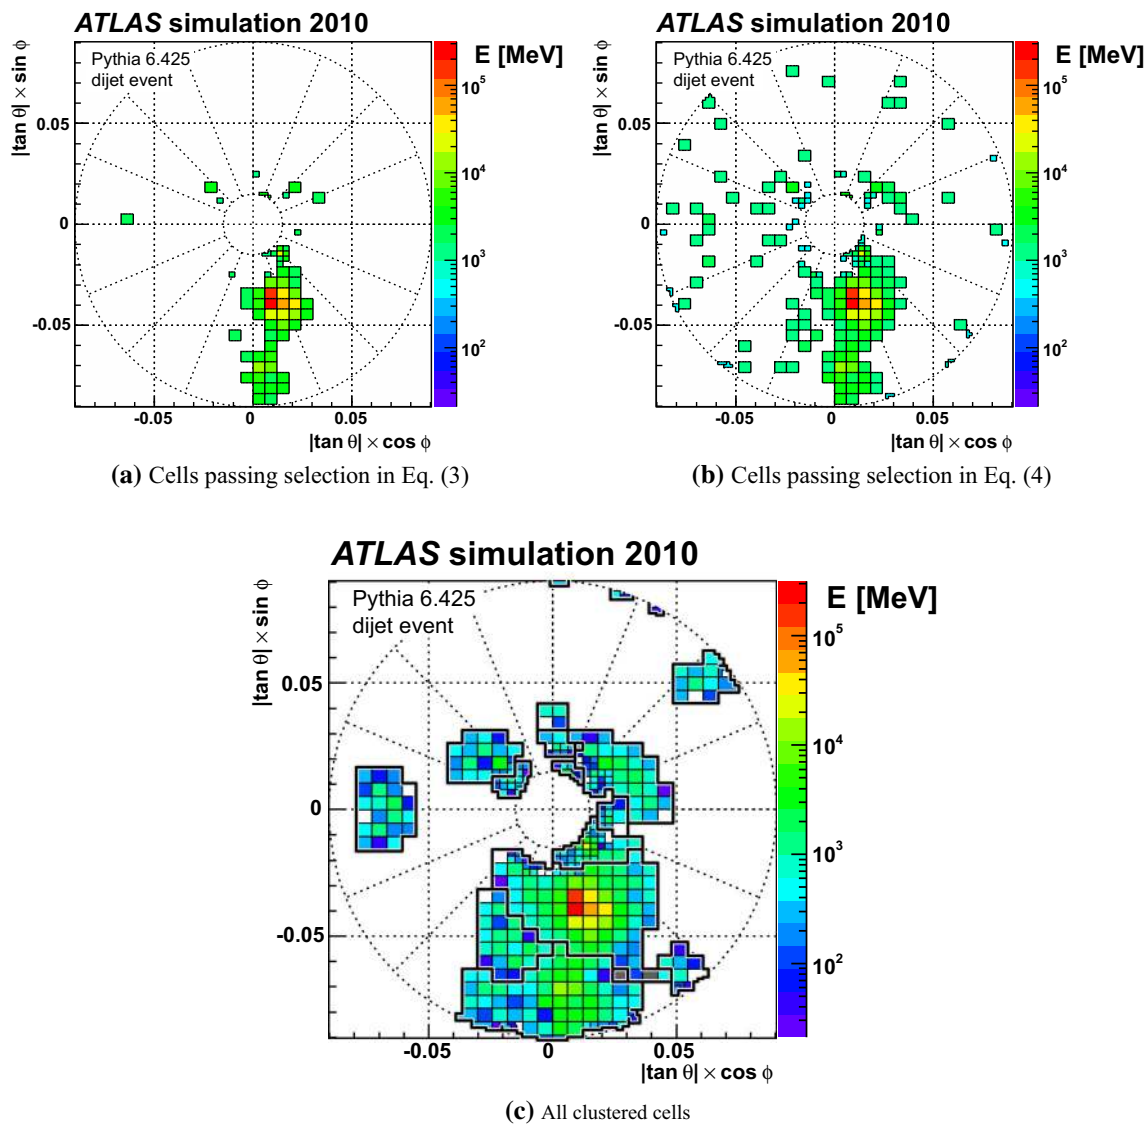 ATLAS simulation 2010
Pythia 6.425
dijet event
E [MeV]
|tan θ| × sin φ
0.05
0
-0.05
-0.05
0
0.05
|tan θ| × cos φ
10⁵
10⁴
10³
10²
(a) Cells passing selection in Eq. (3)
ATLAS simulation 2010
Pythia 6.425
dijet event
E [MeV]
|tan θ| × sin φ
0.05
0
-0.05
-0.05
0
0.05
|tan θ| × cos φ
10⁵
10⁴
10³
10²
(b) Cells passing selection in Eq. (4)
ATLAS simulation 2010
Pythia 6.425
dijet event
E [MeV]
|tan θ| × sin φ
0.05
0
-0.05
-0.05
0
0.05
|tan θ| × cos φ
10⁵
10⁴
10³
10²
(c) All clustered cells